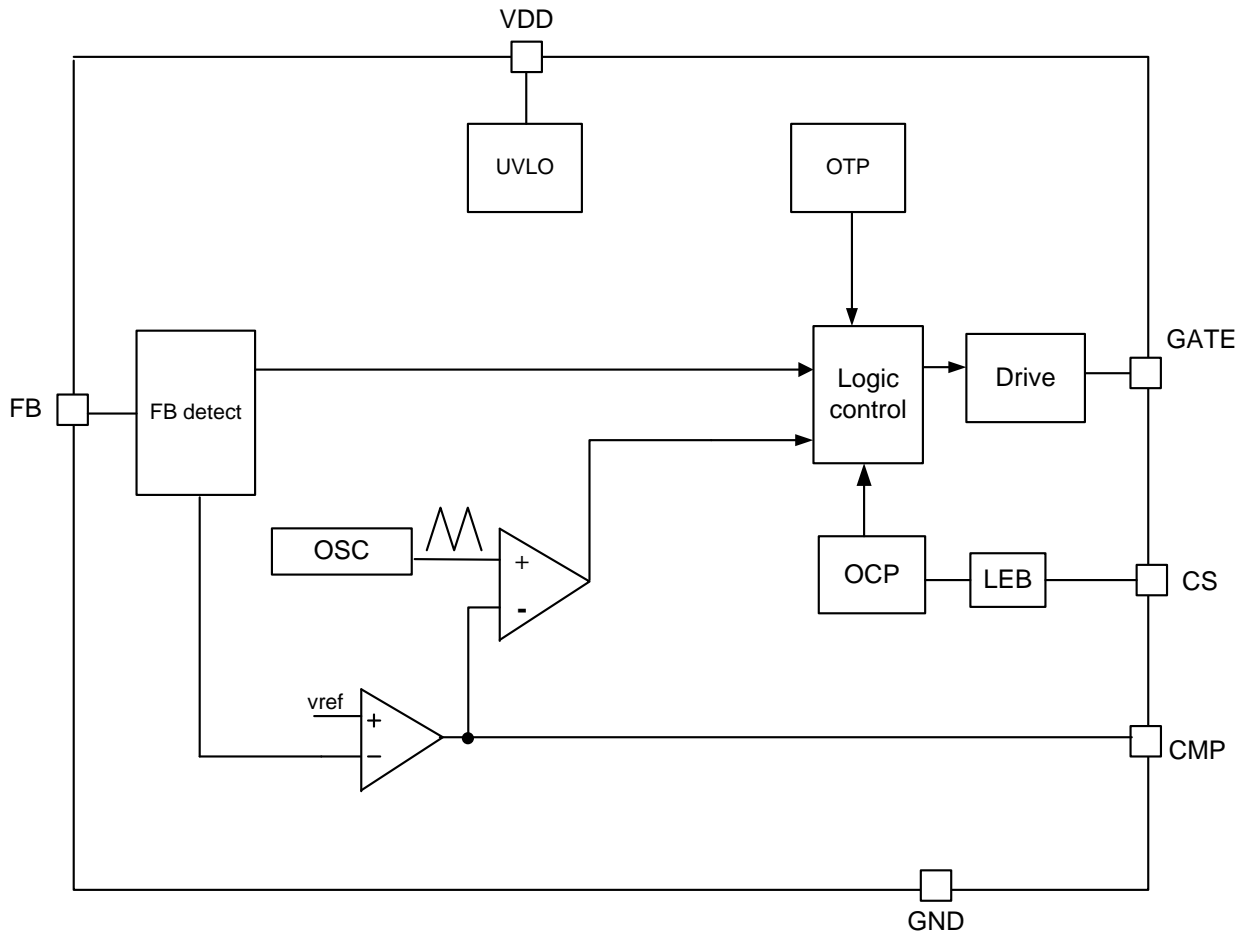 VDD
UVLO
OTP
GATE
FB
FB detect
Logic
control
Drive
OSC
+
-
OCP
LEB
CS
vref
+
−
CMP
GND